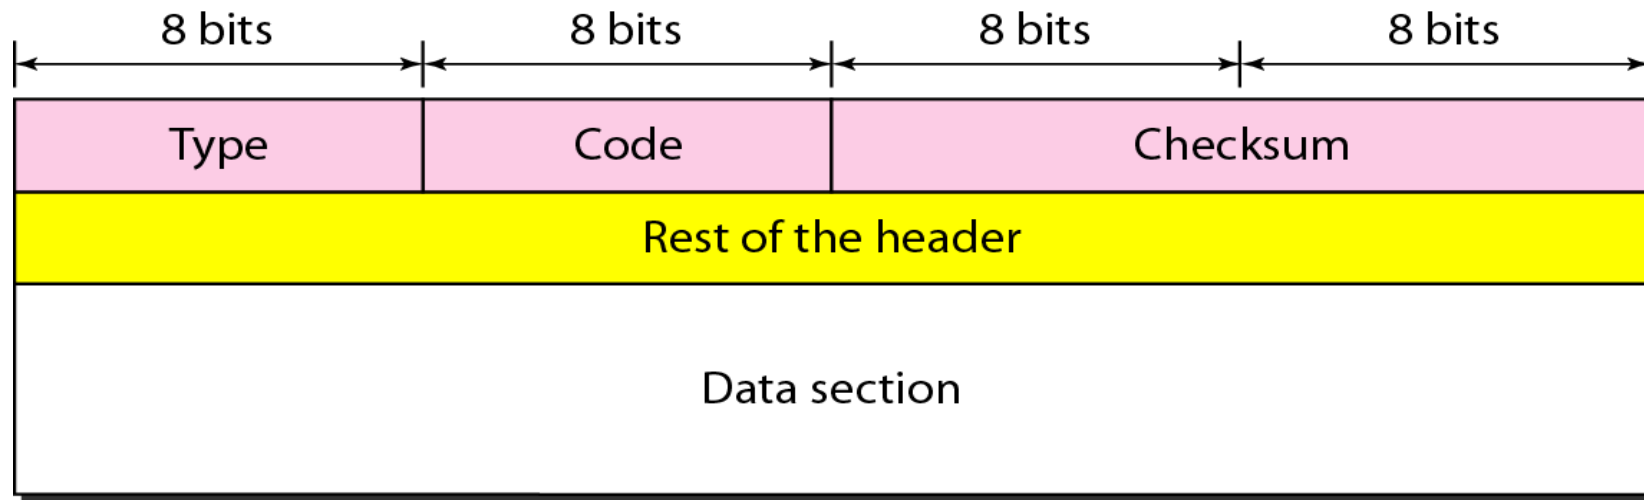 8 bits 8 bits 8 bits 8 bits
Type Code Checksum
Rest of the header
Data section